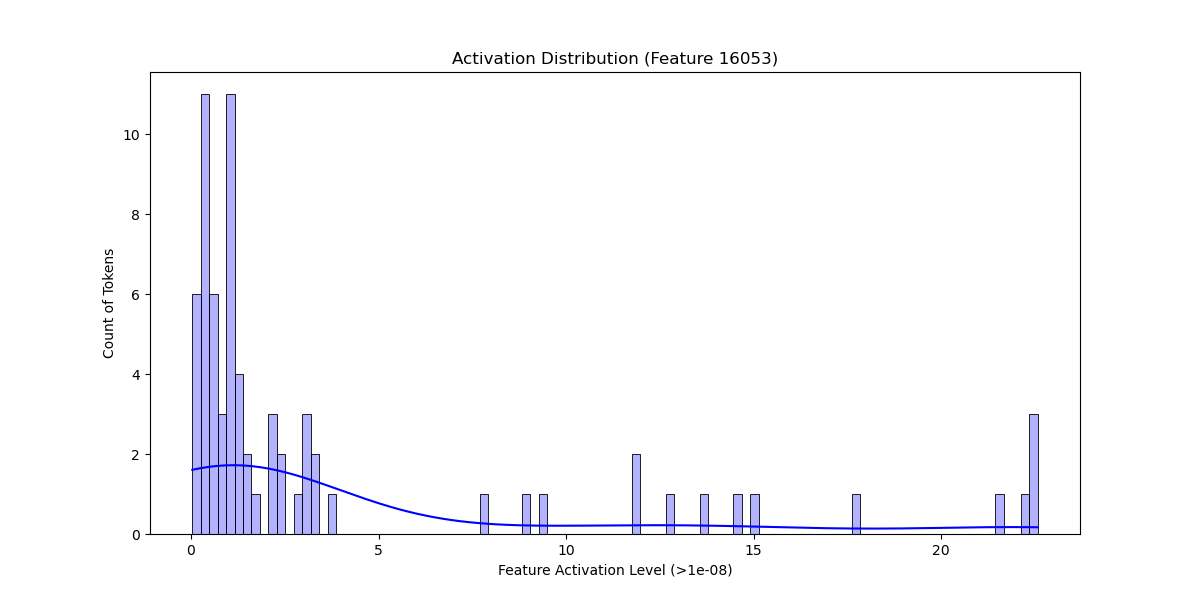 Activation Distribution (Feature 16053)
Count of Tokens
10
8
6
4
2
0
0 5 10 15 20
Feature Activation Level (>1e-08)